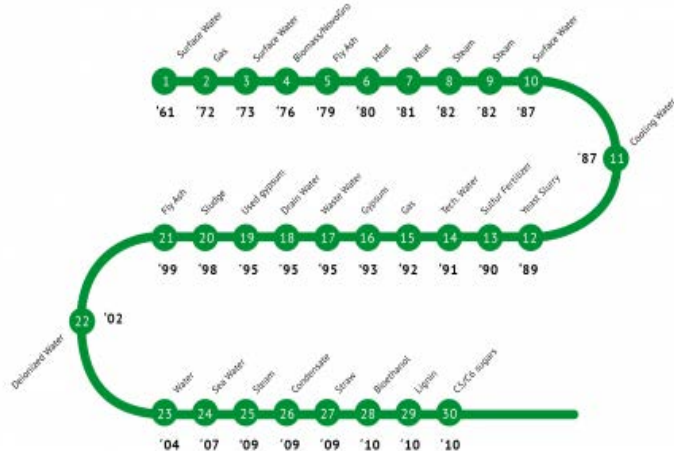 Surface Water
Gas
Surface Water
Biomass/NovoGro
Fly Ash
Heat
Heat
Steam
Steam
Surface Water
1 2 3 4 5 6 7 8 9 10
'61 '72 '73 '76 '79 '80 '81 '82 '82 '87
'87 11 Cooling Water
Fly Ash
Sludge
Used gypsum
Drain Water
Waste Water
Gypsum
Gas
Tech. Water
Sulfur Fertilizer
Yeast Slurry
21 20 19 18 17 16 15 14 13 12
'99 '98 '95 '95 '95 '93 '92 '91 '90 '89
22 '02
Deionized Water
Water
Sea Water
Steam
Condensate
Straw
Bioethanol
Lignin
C5/C6 sugars
23 24 25 26 27 28 29 30
'04 '07 '09 '09 '09 '10 '10 '10